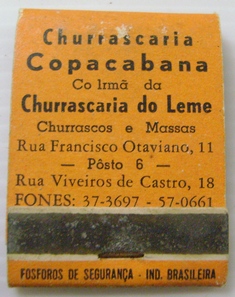 Churrascaria
Copacabana
Co Irmã da
Churrascaria do Leme
Churrascos e Massas
Rua Francisco Otaviano, 11
— Pôsto 6 —
Rua Viveiros de Castro, 18
FONES: 37-3697 - 57-0661
FOSFOROS DE SEGURANÇA - IND. BRASILEIRA